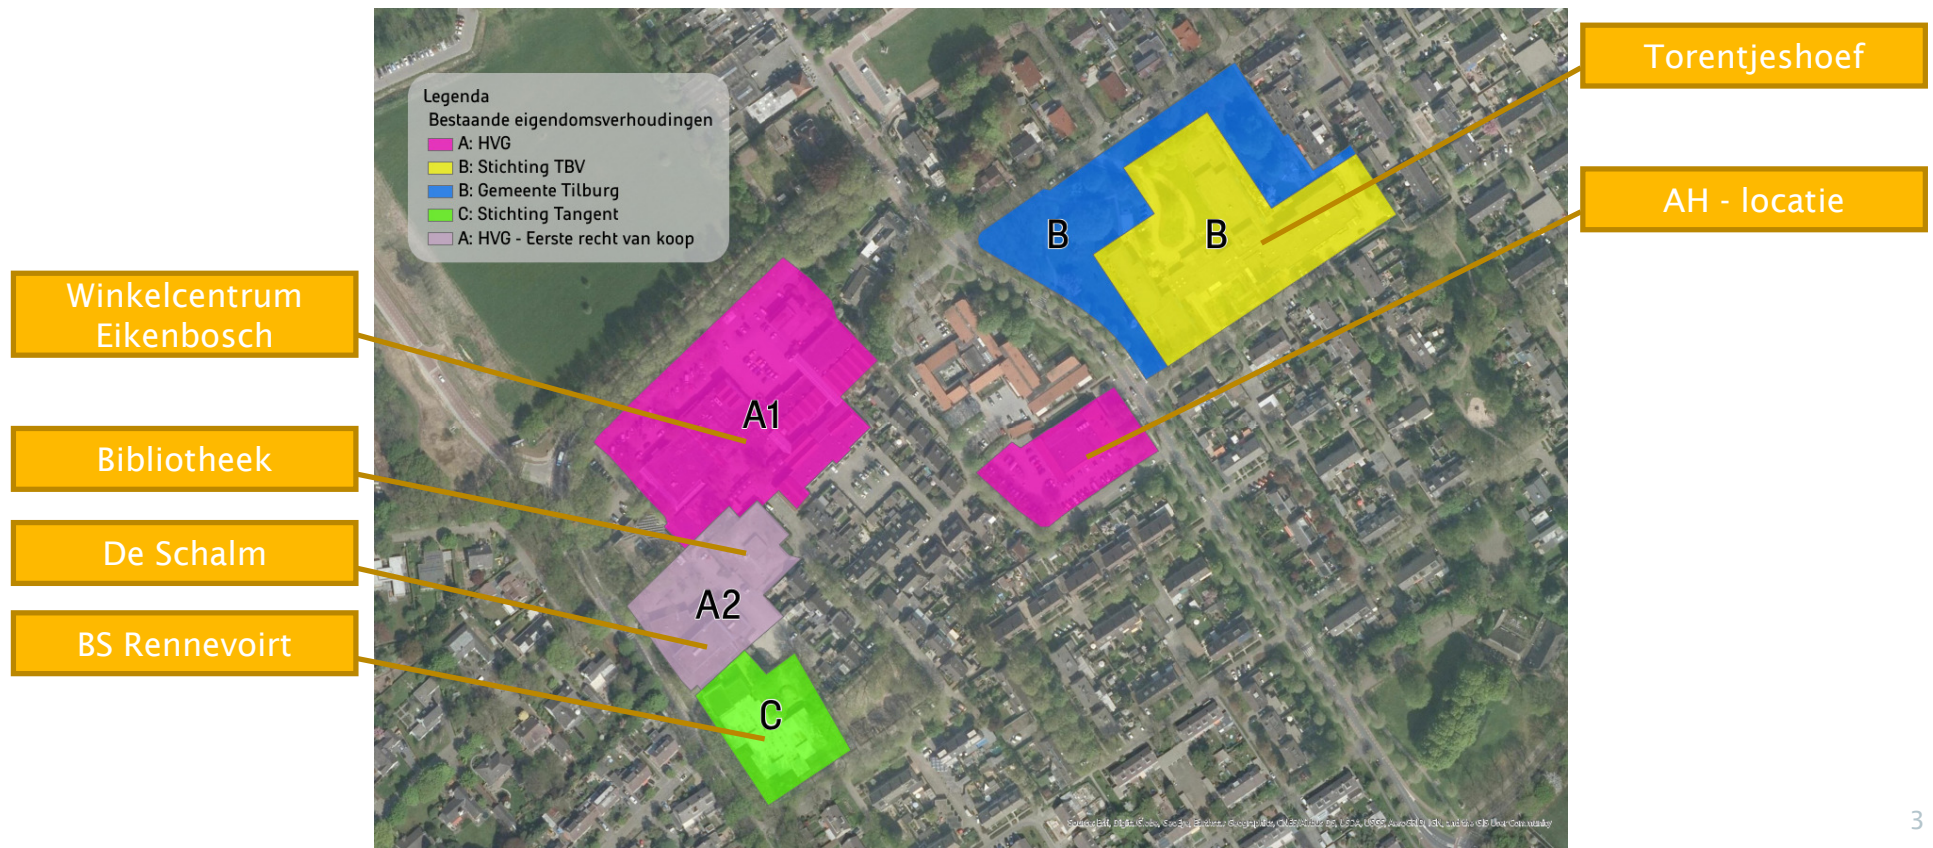 Torentjeshoef
AH - locatie
Winkelcentrum
Eikenbosch
Bibliotheek
De Schalm
BS Rennevoirt
Legenda
Bestaande eigendomsverhoudingen
A: HVG
B: Stichting TBV
B: Gemeente Tilburg
C: Stichting Tangent
A: HVG - Eerste recht van koop
B
B
A1
A2
C
3